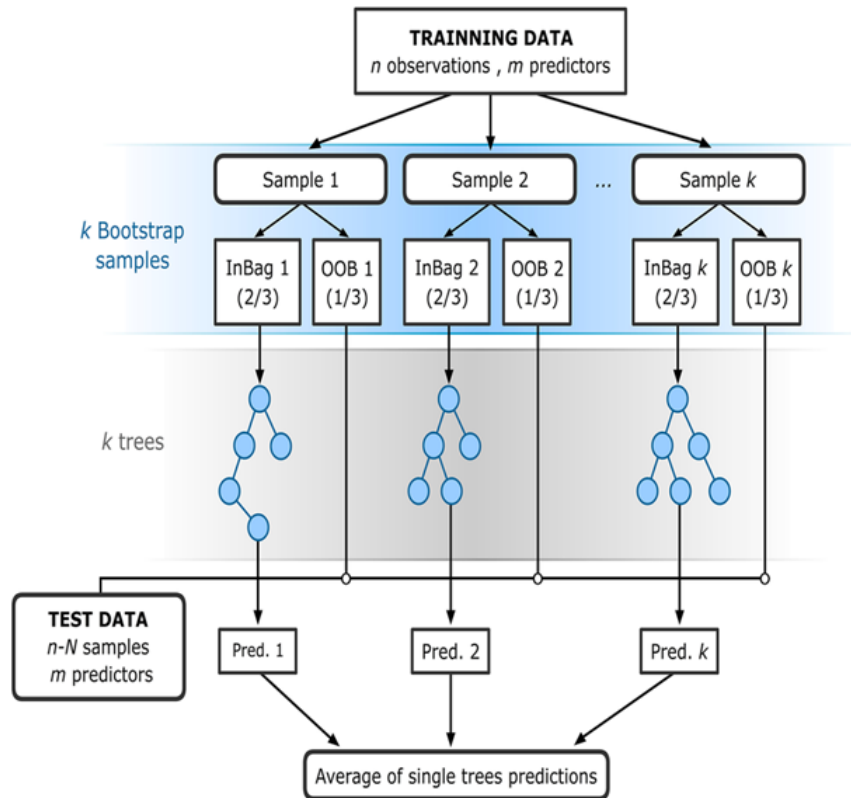 TRAINNING DATA
n observations , m predictors
Sample 1
Sample 2
...
Sample k
k Bootstrap
samples
InBag 1
(2/3)
OOB 1
(1/3)
InBag 2
(2/3)
OOB 2
(1/3)
InBag k
(2/3)
OOB k
(1/3)
k trees
TEST DATA
n-N samples
m predictors
Pred. 1
Pred. 2
Pred. k
Average of single trees predictions